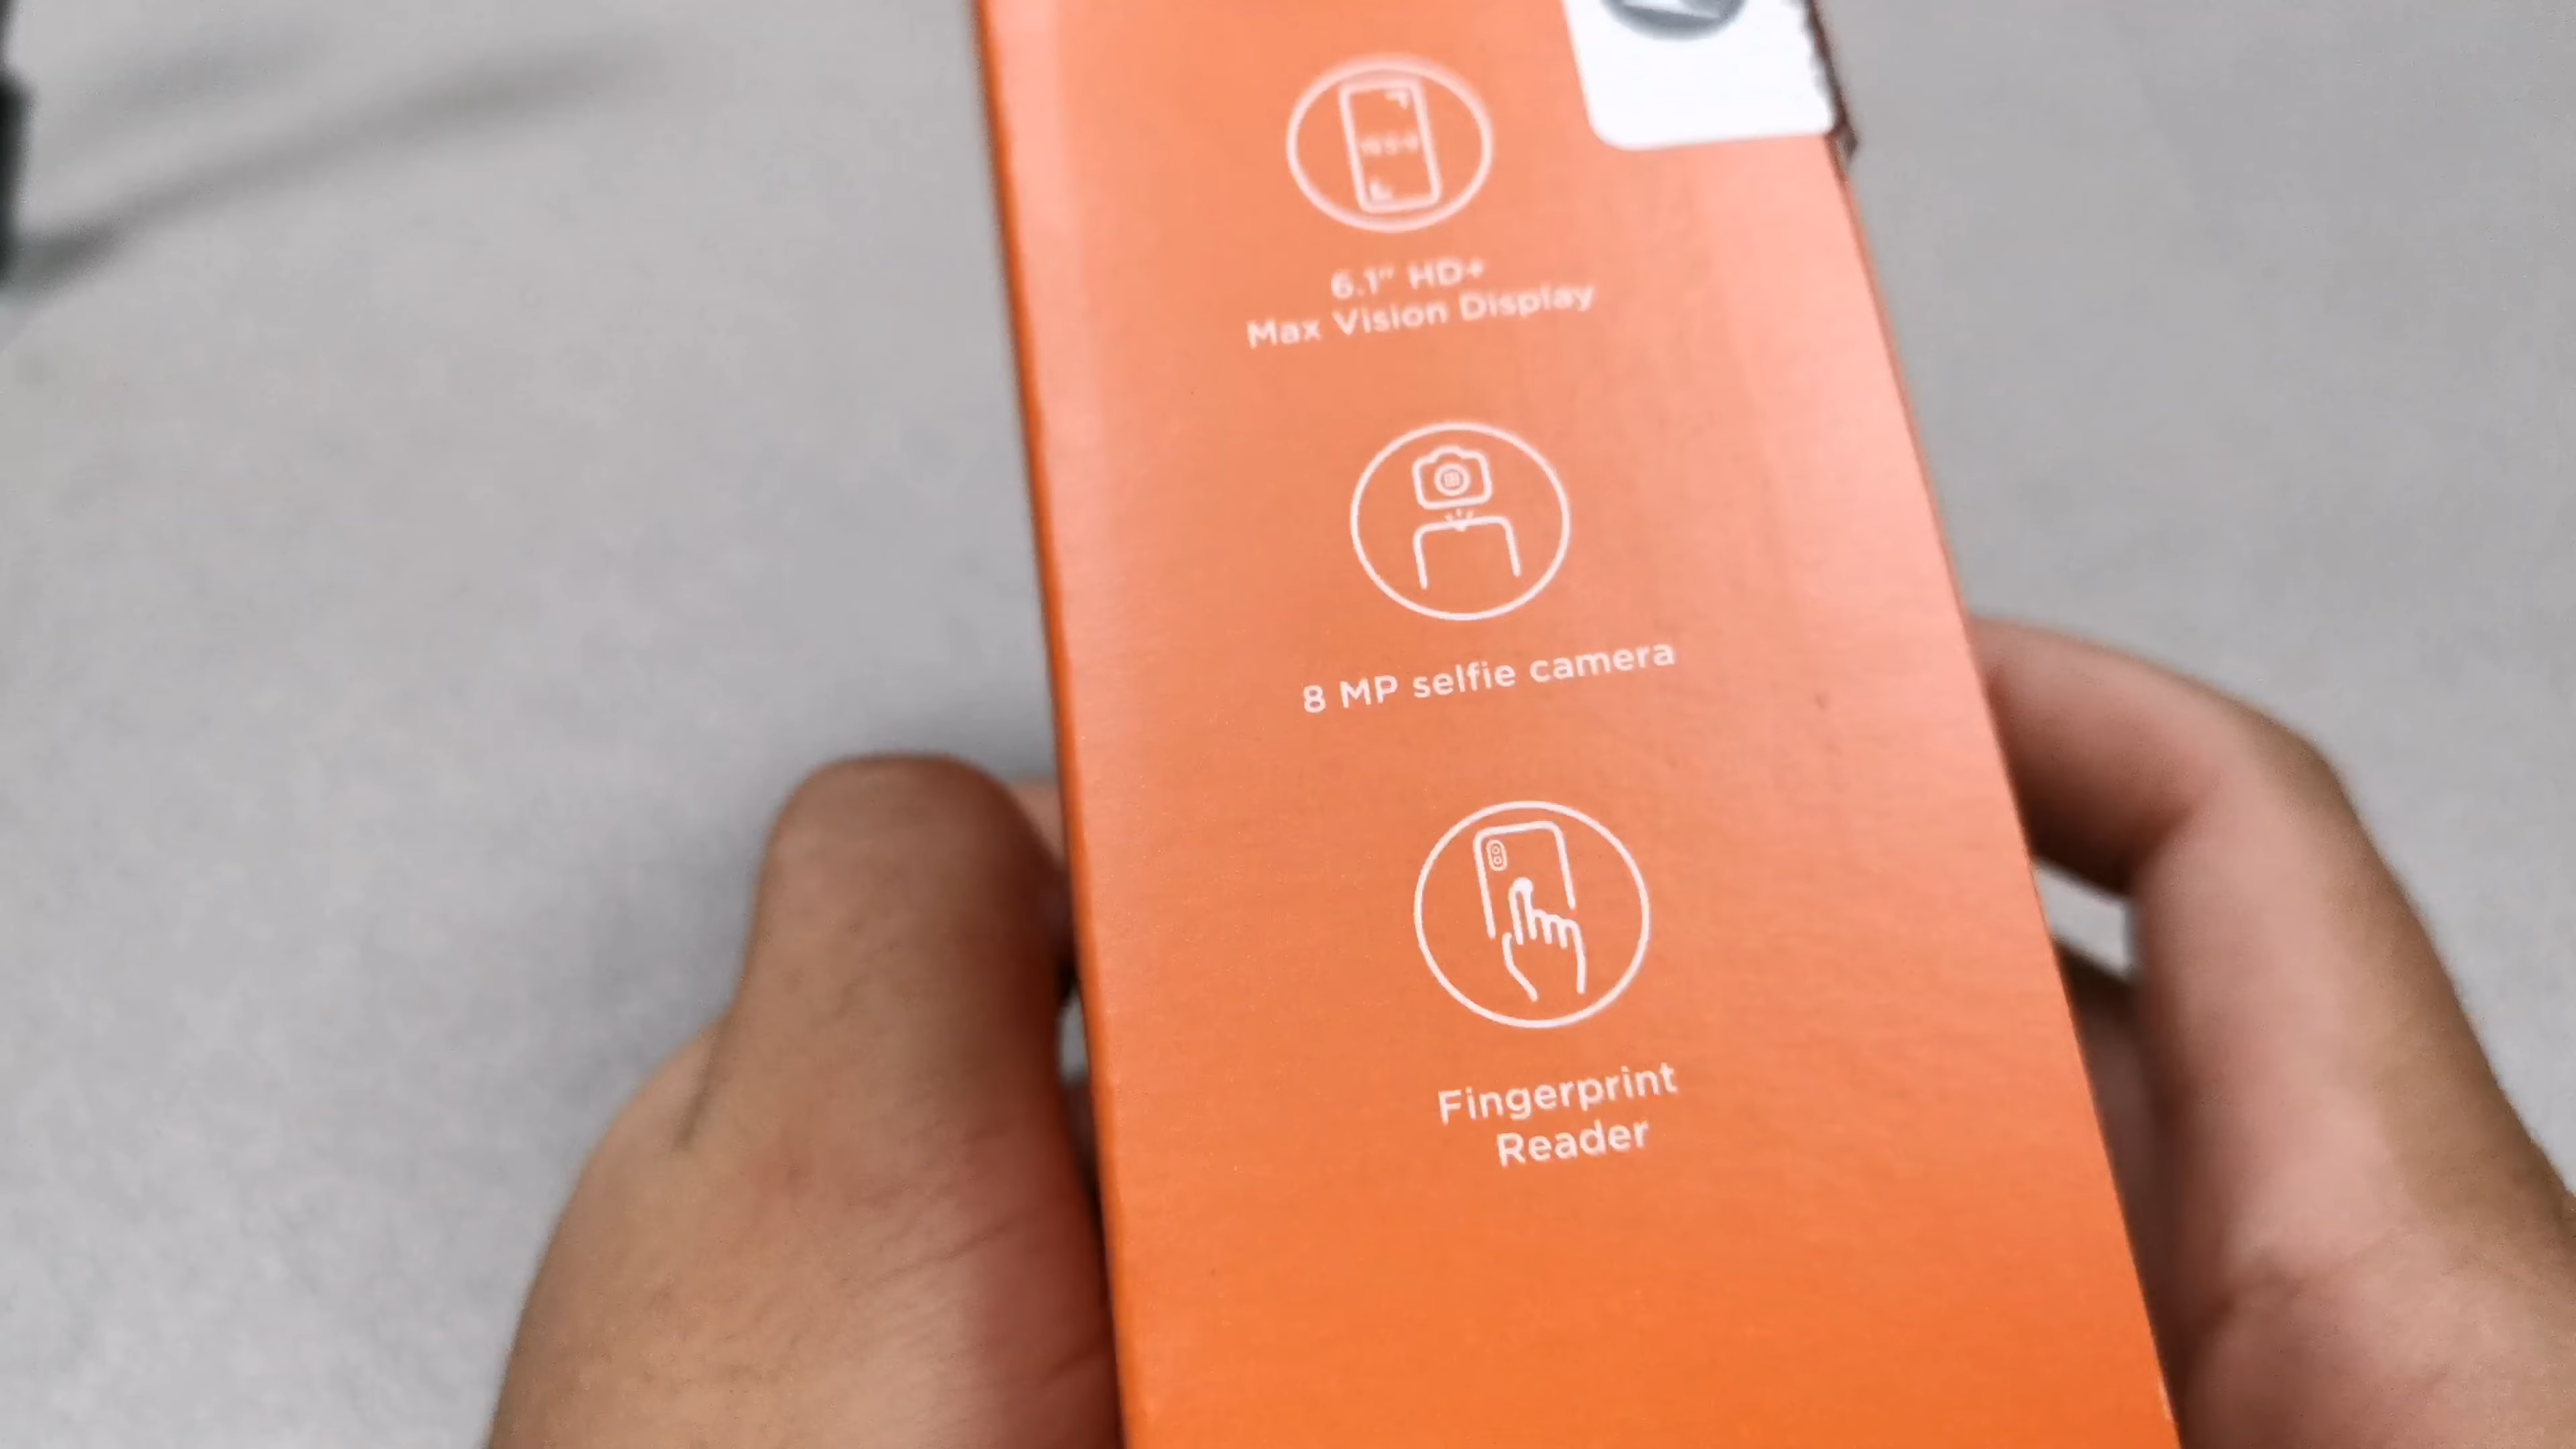 6.1" HD+
Max Vision Display
8 MP selfie camera
Fingerprint
Reader